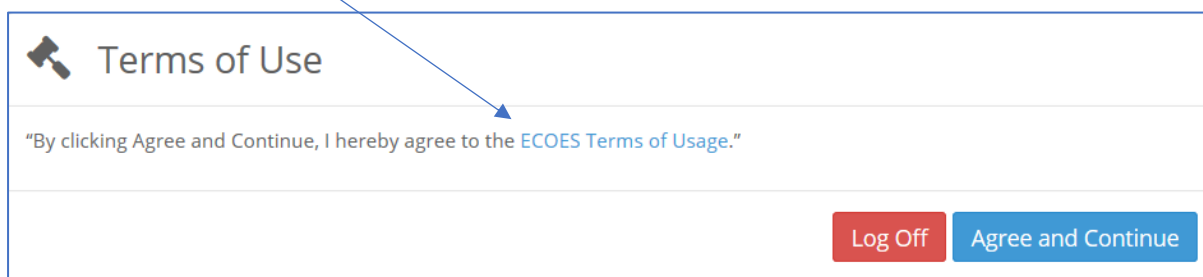 Terms of Use
“By clicking Agree and Continue, I hereby agree to the ECOES Terms of Usage.”
Log Off Agree and Continue